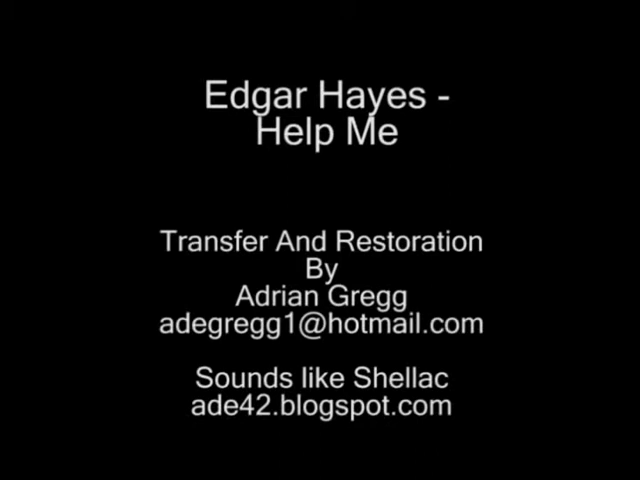 Edgar Hayes -
Help Me
Transfer And Restoration
By
Adrian Gregg
adegregg1@hotmail.com
Sounds like Shellac
ade42.blogspot.com